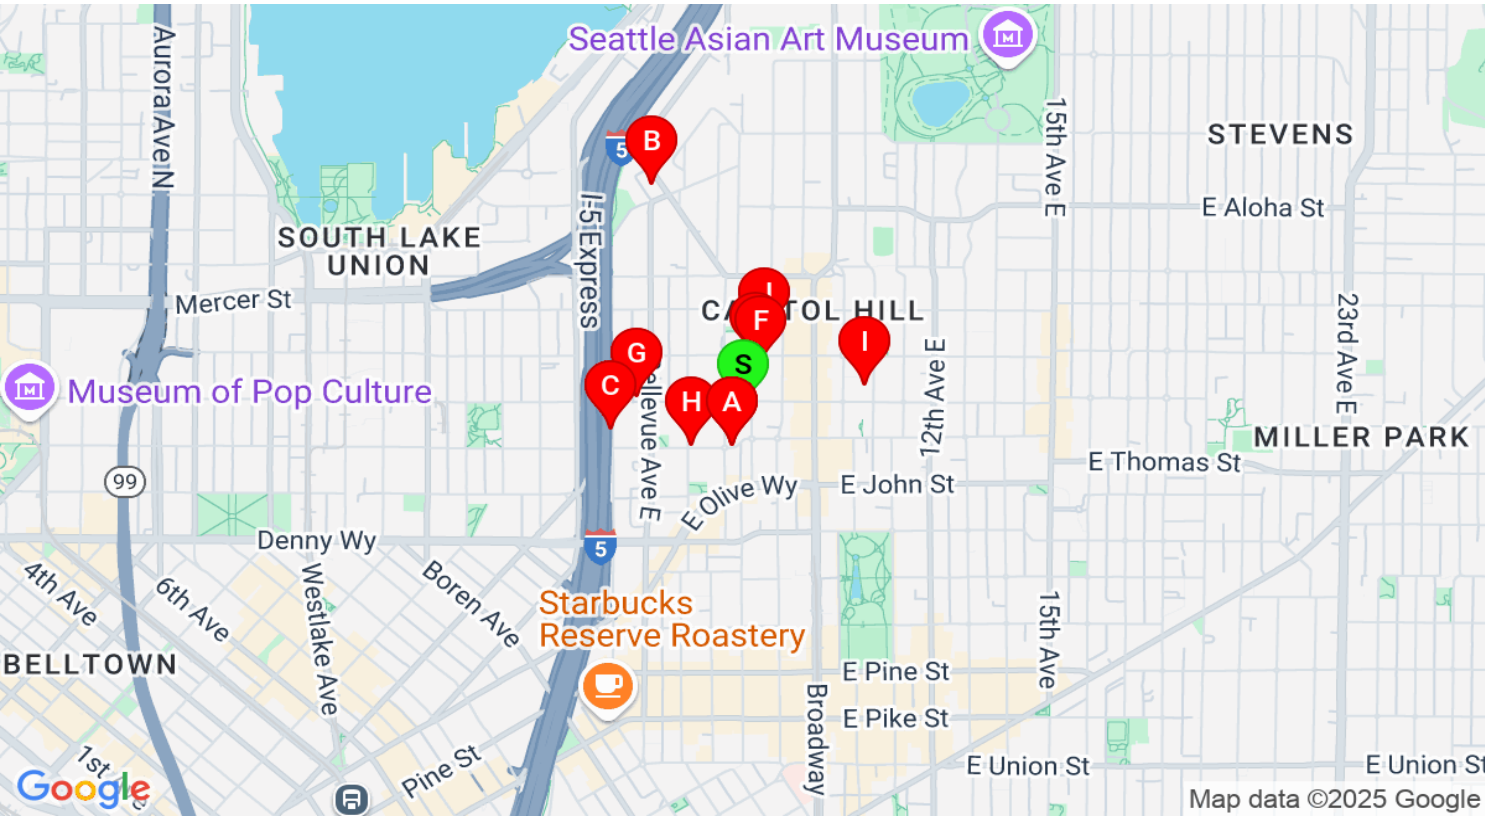 Seattle Asian Art Museum
Aurora Ave N
B
5
15th Ave E
STEVENS
E Aloha St
I-5 Express
SOUTH LAKE
UNION
Mercer St
J
CAPITOL HILL
F
I
23rd Ave E
G
S
C
H
A
Bellevue Ave E
12th Ave E
Museum of Pop Culture
MILLER PARK
E Thomas St
99
E Olive Wy
E John St
Denny Wy
5
4th Ave
6th Ave
Westlake Ave
Boren Ave
Starbucks
Reserve Roastery
15th Ave
BELLTOWN
E Pine St
Broadway
E Pike St
1st Ave
Pine St
E Union St
E Union St
Google
Map data ©2025 Google